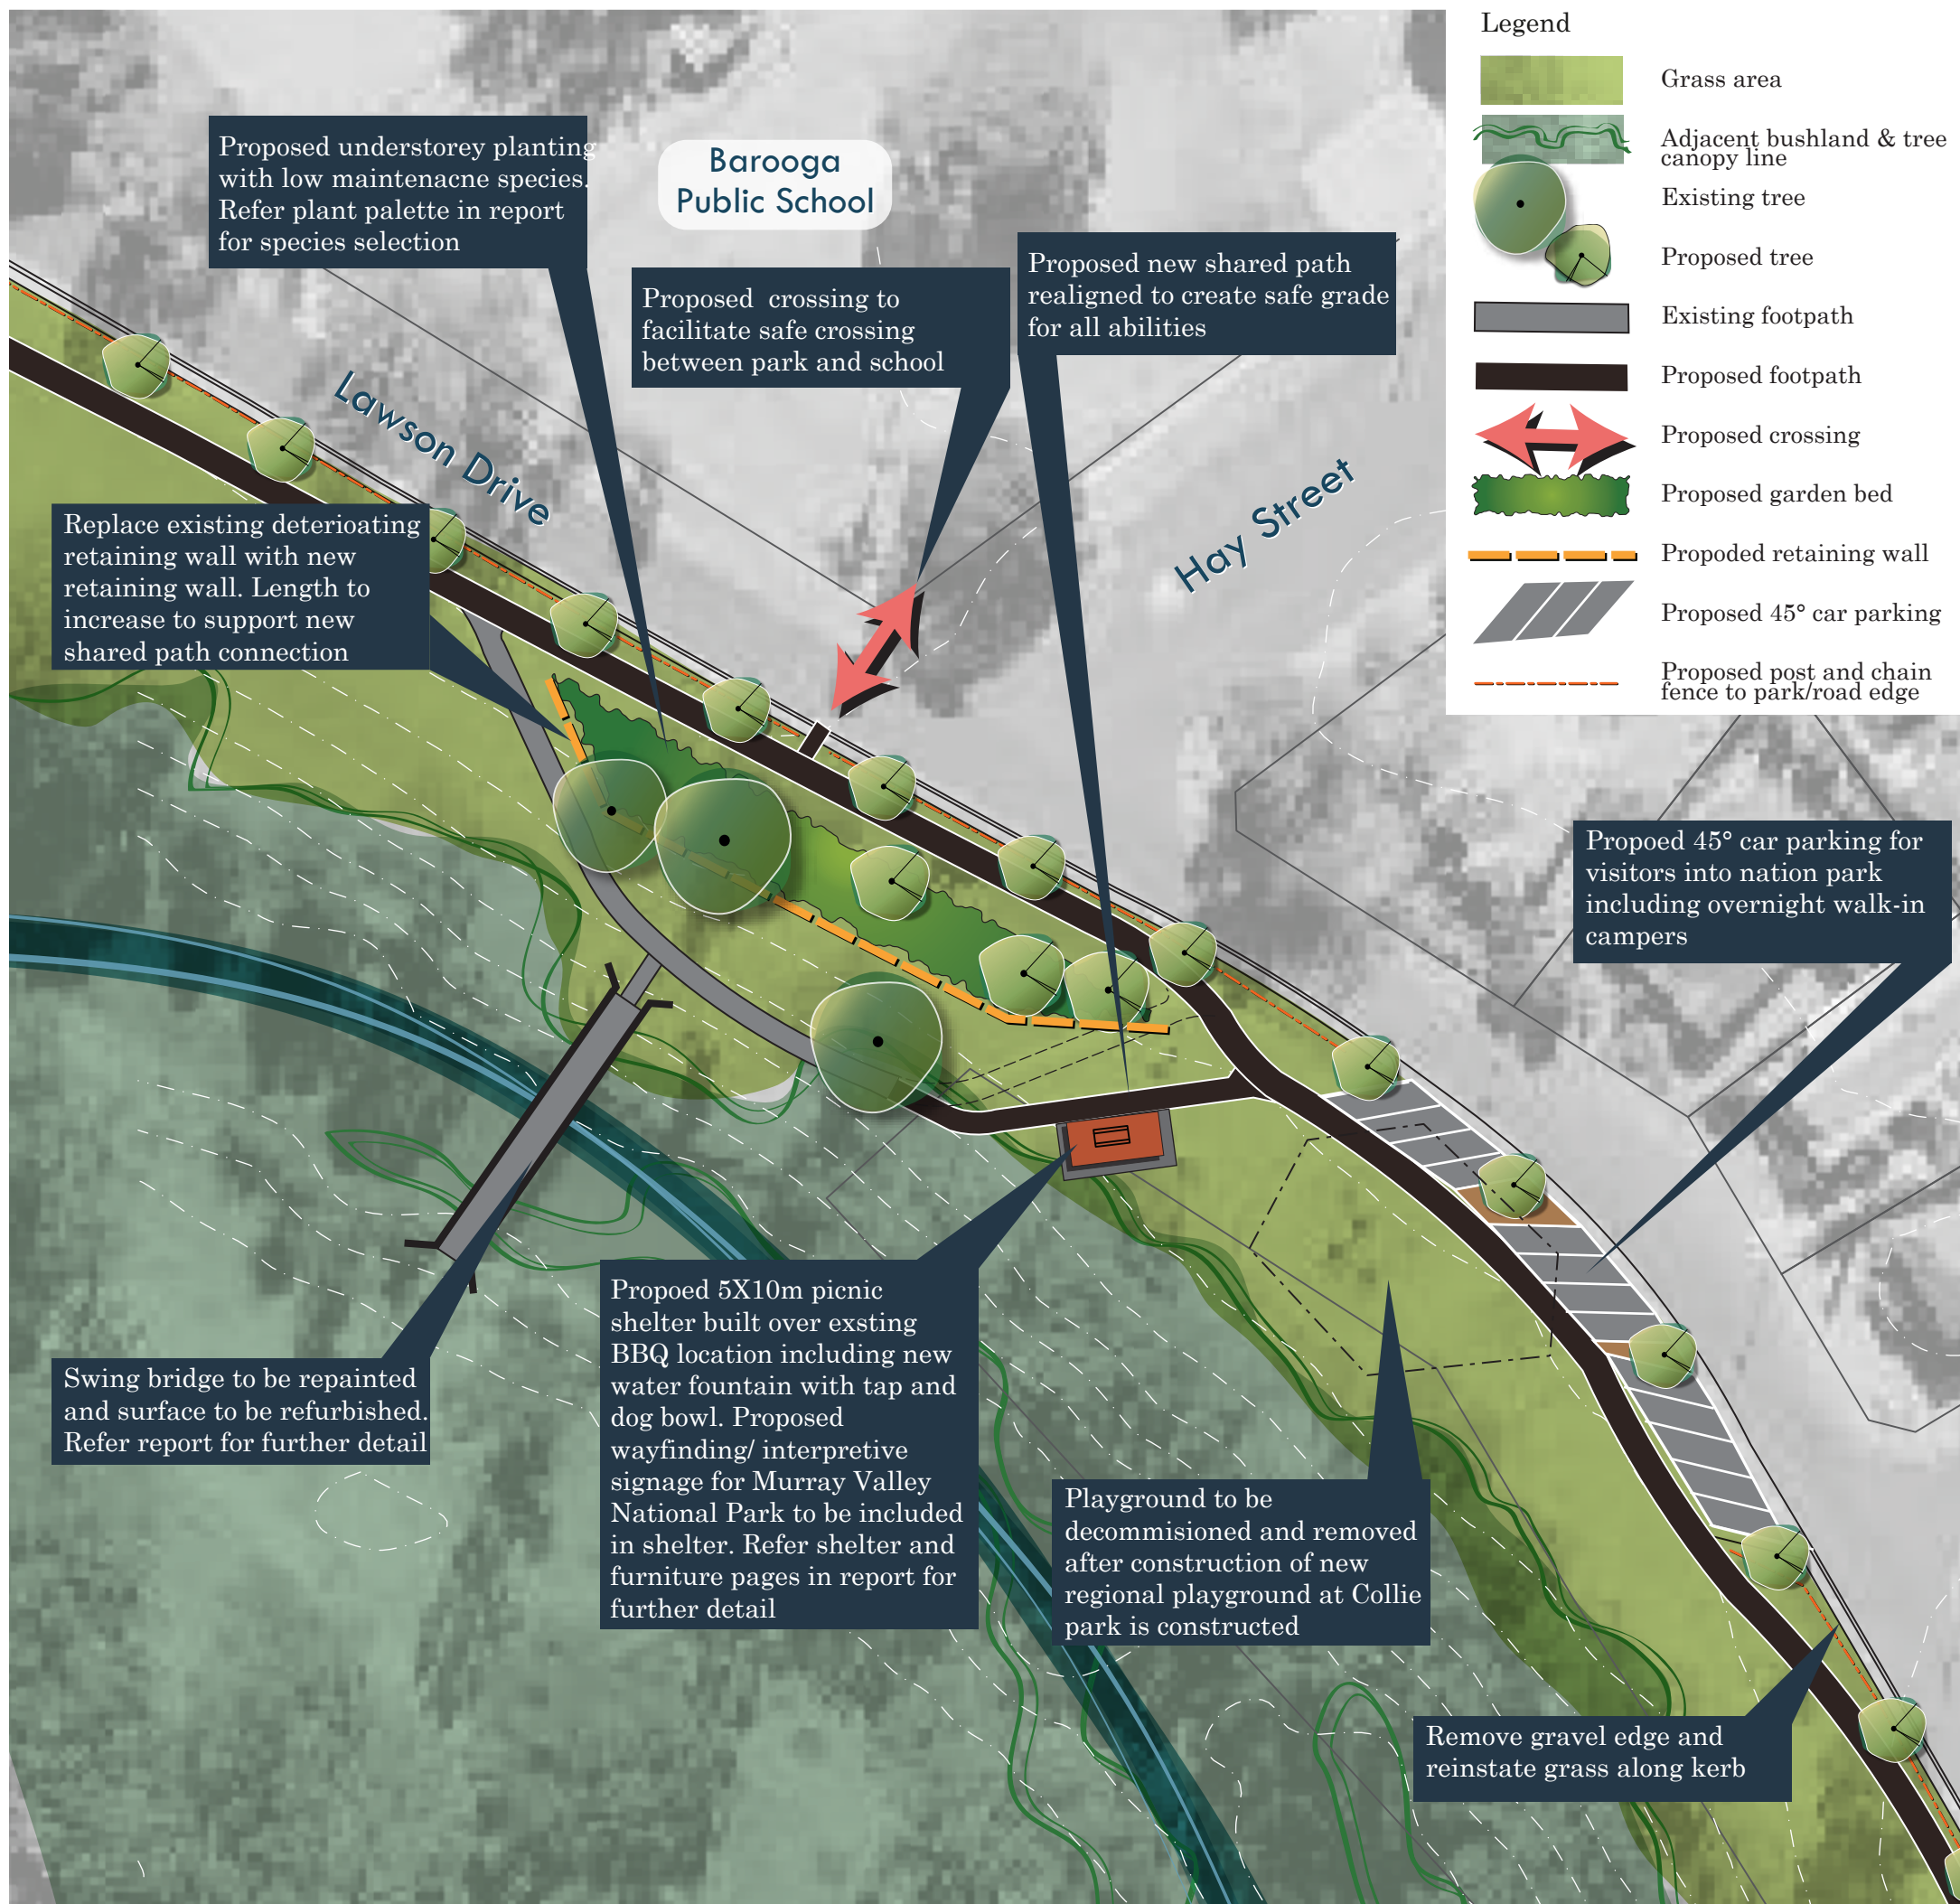 Legend
Grass area
Adjacent bushland & tree
canopy line
Existing tree
Proposed tree
Existing footpath
Proposed footpath
Proposed crossing
Proposed garden bed
Propoded retaining wall
Proposed 45° car parking
Proposed post and chain
fence to park/road edge
Proposed understorey planting
with low maintenacne species.
Refer plant palette in report
for species selection
Barooga
Public School
Proposed crossing to
facilitate safe crossing
between park and school
Proposed new shared path
realigned to create safe grade
for all abilities
Lawson Drive
Hay Street
Replace existing deterioating
retaining wall with new
retaining wall. Length to
increase to support new
shared path connection
Propoed 45° car parking for
visitors into nation park
including overnight walk-in
campers
Swing bridge to be repainted
and surface to be refurbished.
Refer report for further detail
Propoed 5X10m picnic
shelter built over exsting
BBQ location including new
water fountain with tap and
dog bowl. Proposed
wayfinding/ interpretive
signage for Murray Valley
National Park to be included
in shelter. Refer shelter and
furniture pages in report for
further detail
Playground to be
decommisioned and removed
after construction of new
regional playground at Collie
park is constructed
Remove gravel edge and
reinstate grass along kerb